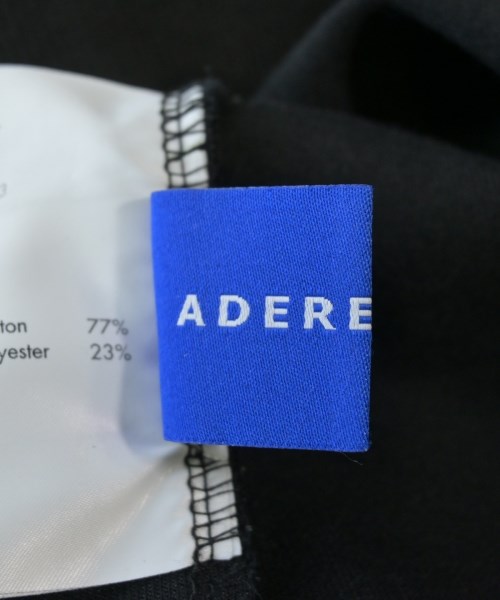 ADERE
ton 77%
yester 23%